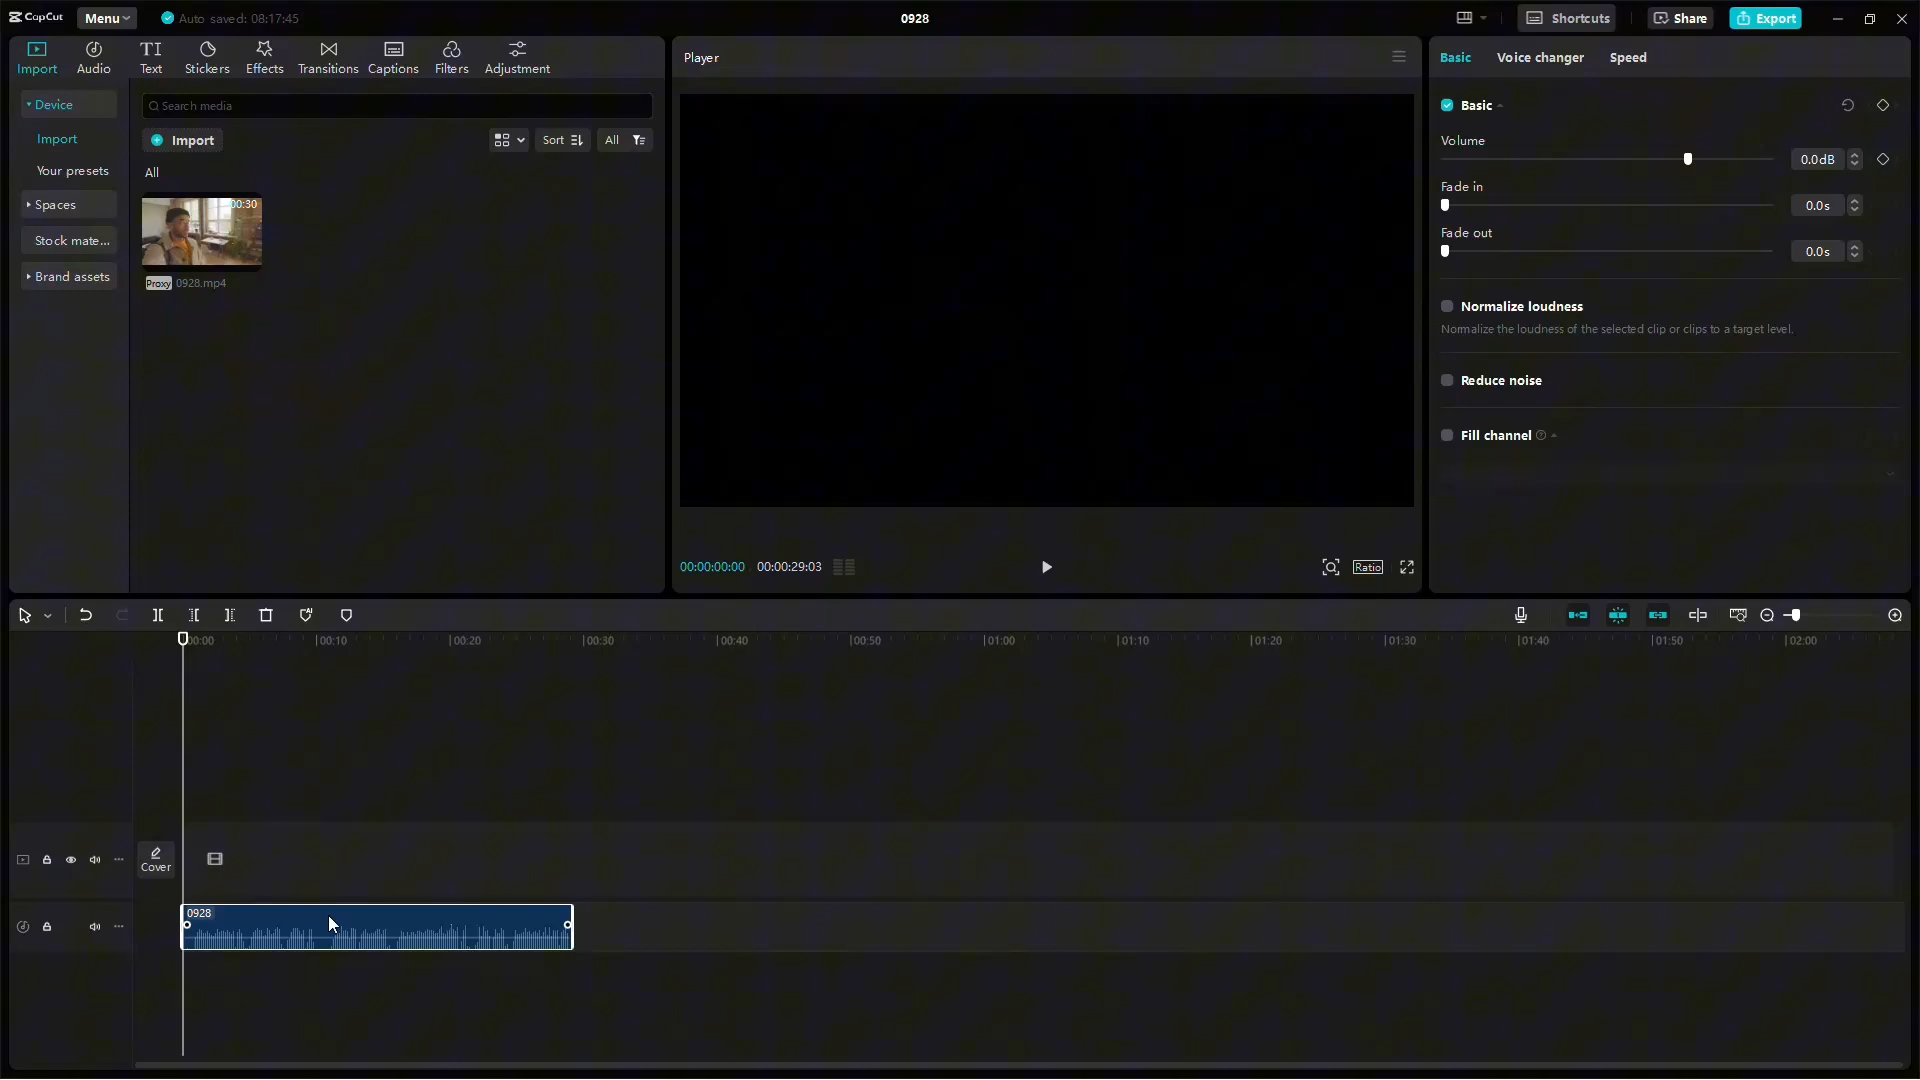 CapCut
Menu
Auto saved: 08:17:45
0928
Shortcuts
Share
Export
Import
Audio
TI
Text
Stickers
Effects
Transitions
Captions
Filters
Adjustment
Device
Import
Your presets
Spaces
Stock mate...
Brand assets
Search media
Import
Sort
All
All
00:30
Proxy 0928.mp4
Player
00:00:00:00 00:00:29:03
Ratio
Basic
Voice changer
Speed
Basic
Volume
0.0dB
Fade in
0.0s
Fade out
0.0s
Normalize loudness
Normalize the loudness of the selected clip or clips to a target level.
Reduce noise
Fill channel
00:00 00:10 00:20 00:30 00:40 00:50 01:00 01:10 01:20 01:30 01:40 01:50 02:00
Cover
0928